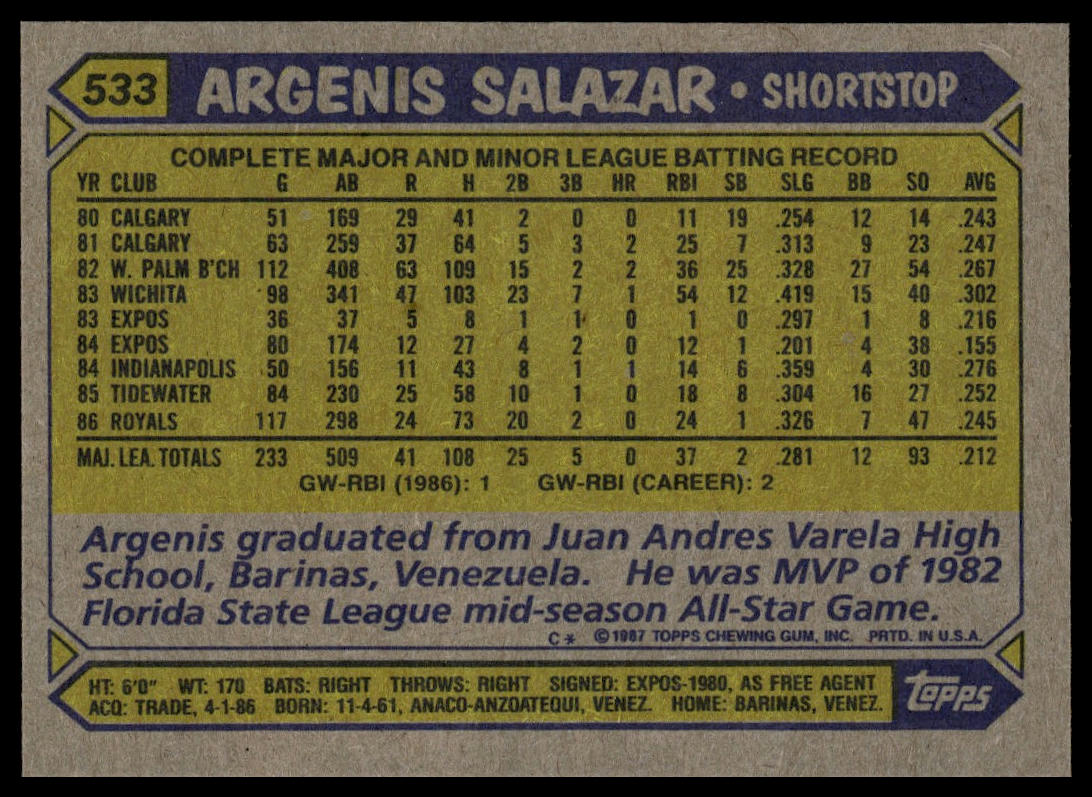 533 ARGENIS SALAZAR • SHORTSTOP
COMPLETE MAJOR AND MINOR LEAGUE BATTING RECORD
YR CLUB G AB R H 2B 3B HR RBI SB SLG BB SO AVG
80 CALGARY 51 169 29 41 2 0 0 11 19 .254 12 14 .243
81 CALGARY 63 259 37 64 5 3 2 25 7 .313 9 23 .247
82 W. PALM B'CH 112 408 63 109 15 2 2 36 25 .328 27 54 .267
83 WICHITA 98 341 47 103 23 7 1 54 12 .419 15 40 .302
83 EXPOS 36 37 5 8 1 1 0 1 0 .297 1 8 .216
84 EXPOS 80 174 12 27 4 2 0 12 1 .201 4 38 .155
84 INDIANAPOLIS 50 156 11 43 8 1 1 14 6 .359 4 30 .276
85 TIDEWATER 84 230 25 58 10 1 0 18 8 .304 16 27 .252
86 ROYALS 117 298 24 73 20 2 0 24 1 .326 7 47 .245
MAJ. LEA. TOTALS 233 509 41 108 25 5 0 37 2 .281 12 93 .212
GW-RBI (1986): 1 GW-RBI (CAREER): 2
Argenis graduated from Juan Andres Varela High
School, Barinas, Venezuela. He was MVP of 1982
Florida State League mid-season All-Star Game.
C* ©1987 TOPPS CHEWING GUM, INC. PRTD. IN U.S.A.
HT: 6'0" WT: 170 BATS: RIGHT THROWS: RIGHT SIGNED: EXPOS-1980, AS FREE AGENT
ACQ: TRADE, 4-1-86 BORN: 11-4-61, ANACO-ANZOATEQUI, VENEZ. HOME: BARINAS, VENEZ.
topps